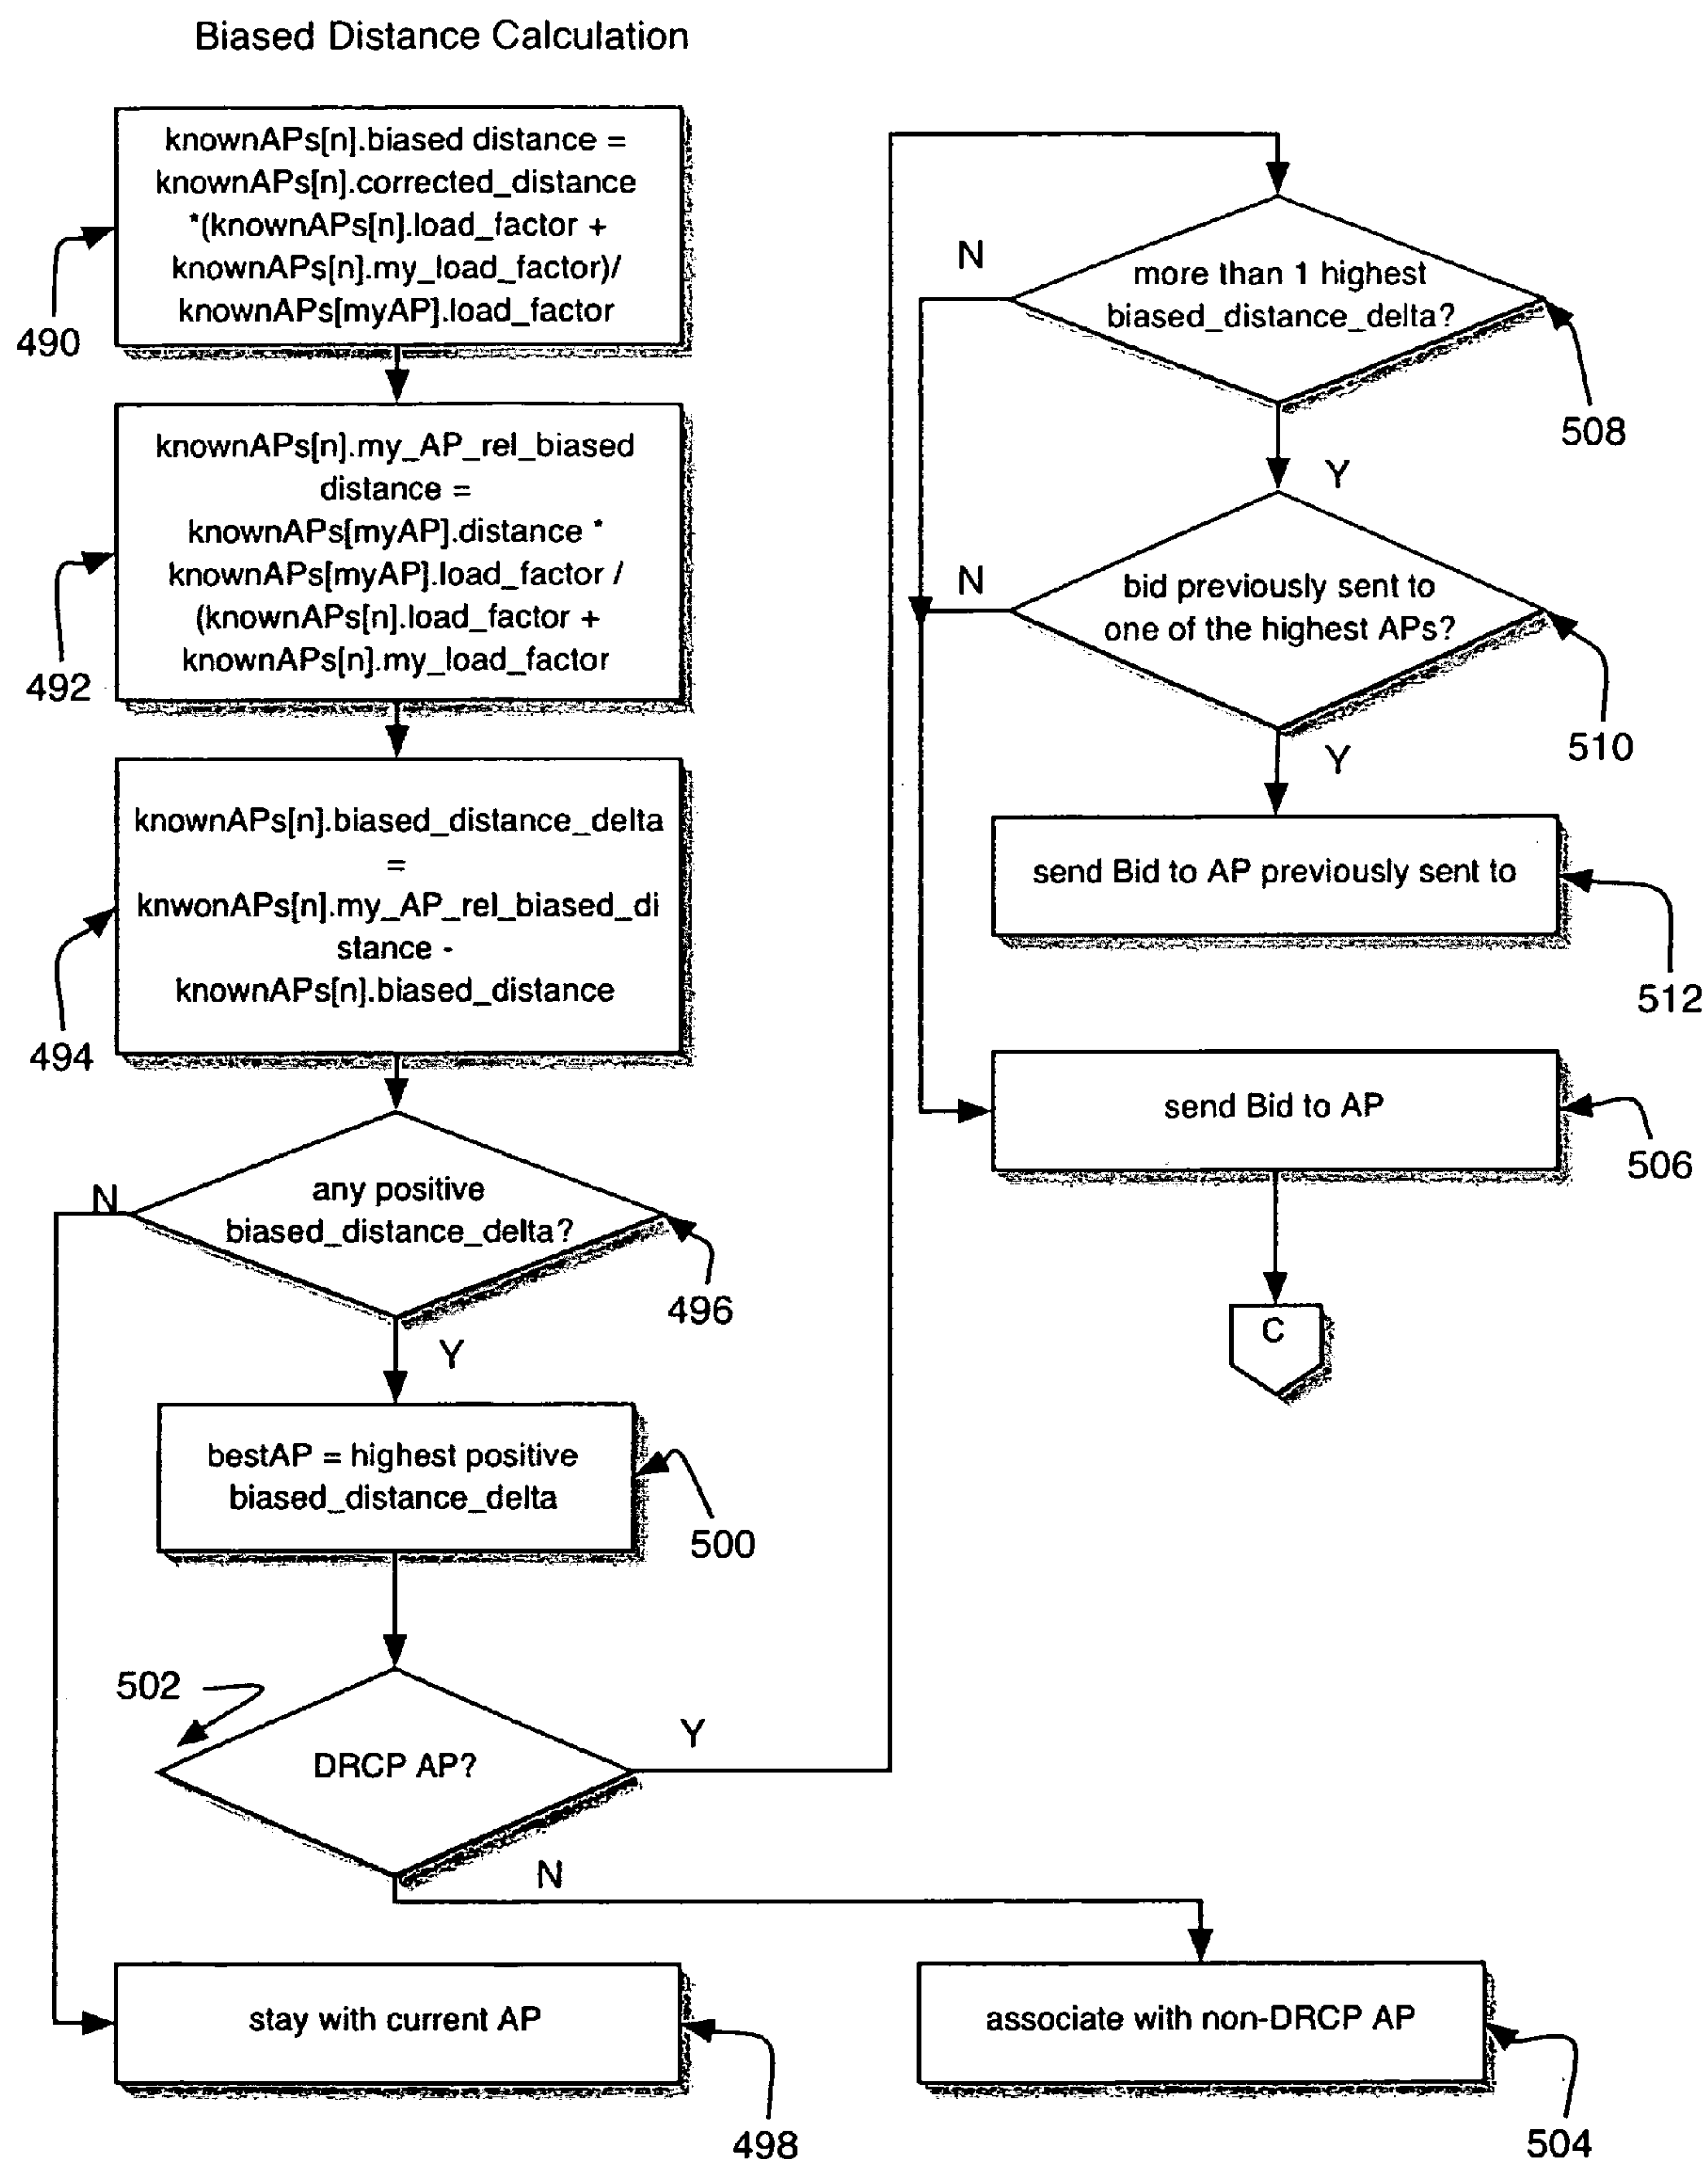 Biased Distance Calculation
knownAPs[n].biased distance =
knownAPs[n].corrected_distance
*(knownAPs[n].load_factor +
knownAPs[n].my_load_factor)/
knownAPs[myAP].load_factor
490
knownAPs[n].my_AP_rel_biased
distance =
knownAPs[myAP].distance *
knownAPs[myAP].load_factor /
(knownAPs[n].load_factor +
knownAPs[n].my_load_factor
492
knownAPs[n].biased_distance_delta
=
knwonAPs[n].my_AP_rel_biased_di
stance -
knownAPs[n].biased_distance
494
N
any positive
biased_distance_delta?
496
Y
bestAP = highest positive
biased_distance_delta
500
502
DRCP AP?
Y
N
stay with current AP
498
associate with non-DRCP AP
504
N
more than 1 highest
biased_distance_delta?
508
Y
N
bid previously sent to
one of the highest APs?
510
Y
send Bid to AP previously sent to
512
send Bid to AP
506
C